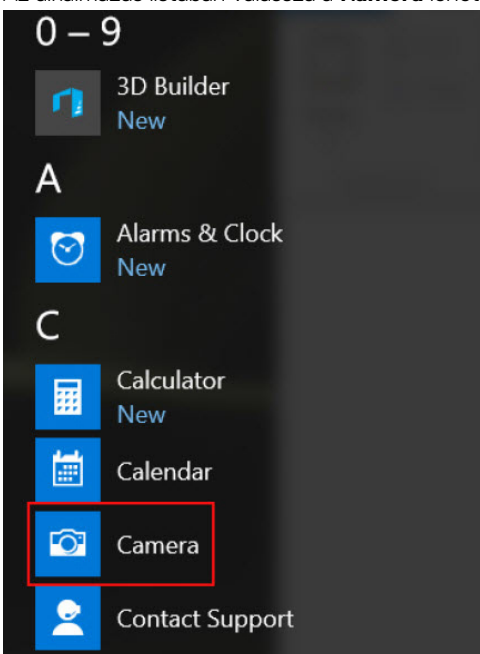 0 – 9
3D Builder
New
A
Alarms & Clock
New
C
Calculator
New
Calendar
Camera
Contact Support